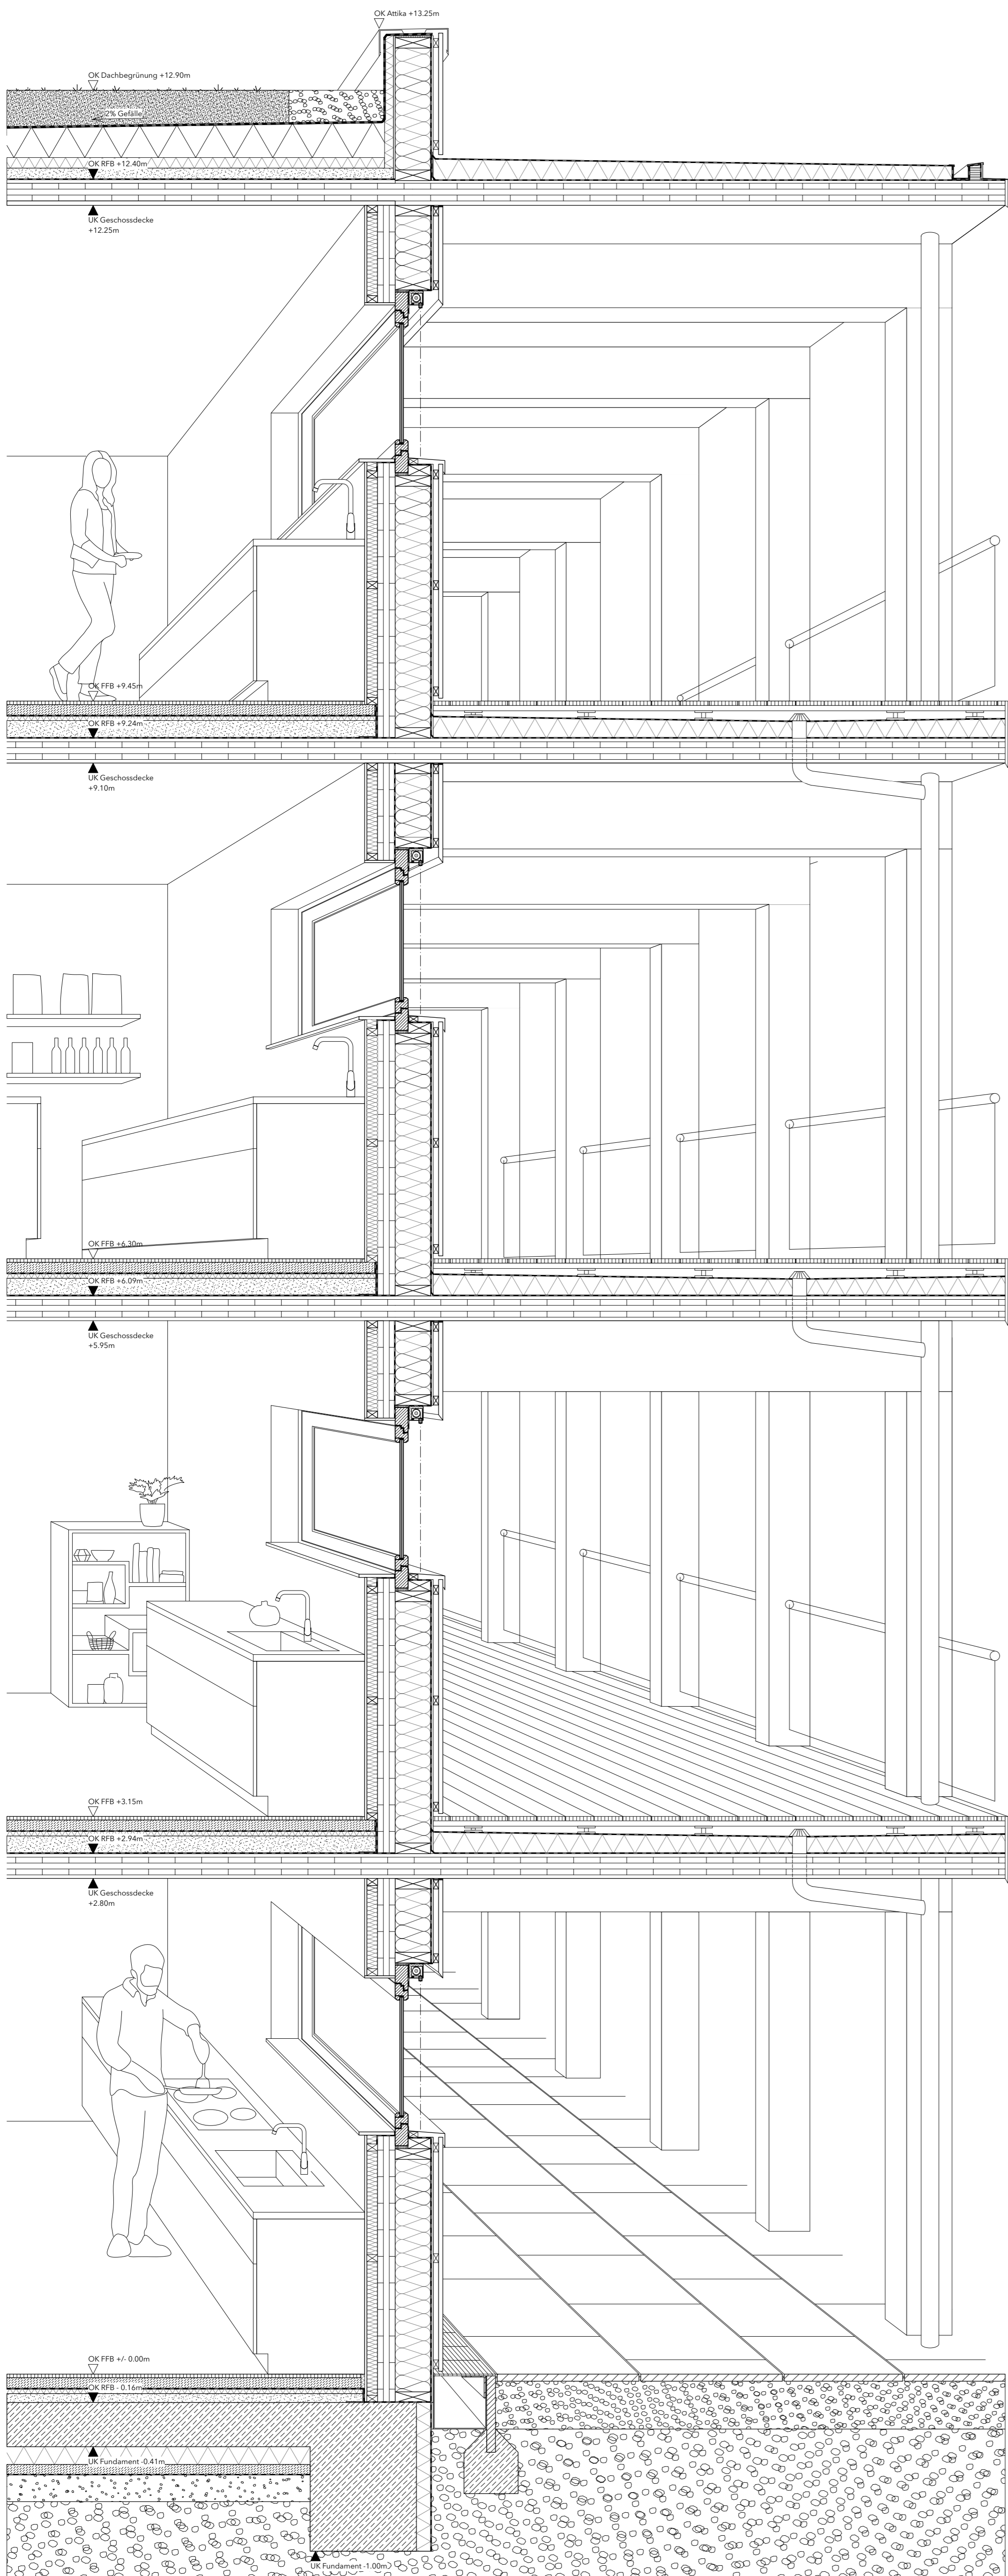 OK Attika +13.25m
OK Dachbegrünung +12.90m
2% Gefälle
OK RFB +12.40m
UK Geschossdecke
+12.25m
OK FFB +9.45m
OK RFB +9.24m
UK Geschossdecke
+9.10m
OK FFB +6.30m
OK RFB +6.09m
UK Geschossdecke
+5.95m
OK FFB +3.15m
OK RFB +2.94m
UK Geschossdecke
+2.80m
OK FFB +/- 0.00m
OK RFB - 0.16m
UK Fundament -0.41m
UK Fundament -1.00m